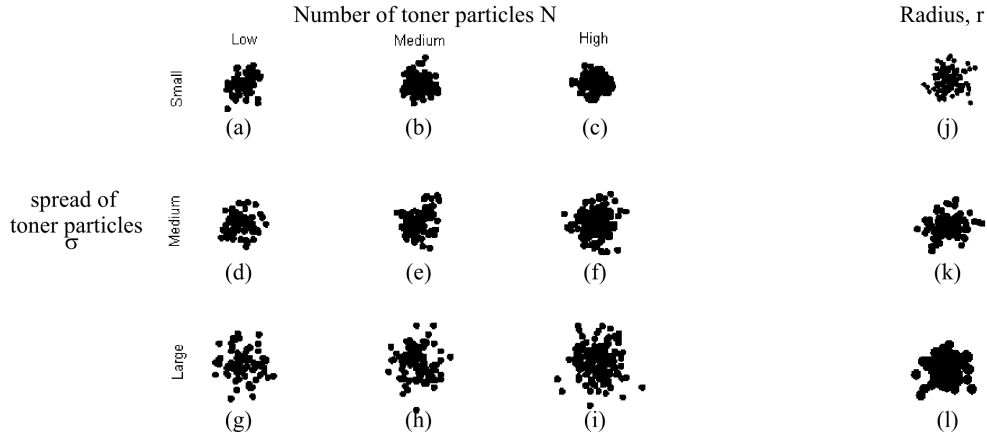 Number of toner particles N
Radius, r
Low
Medium
High
Small
(a)
(b)
(c)
(j)
spread of
toner particles
σ
Medium
(d)
(e)
(f)
(k)
Large
(g)
(h)
(i)
(l)